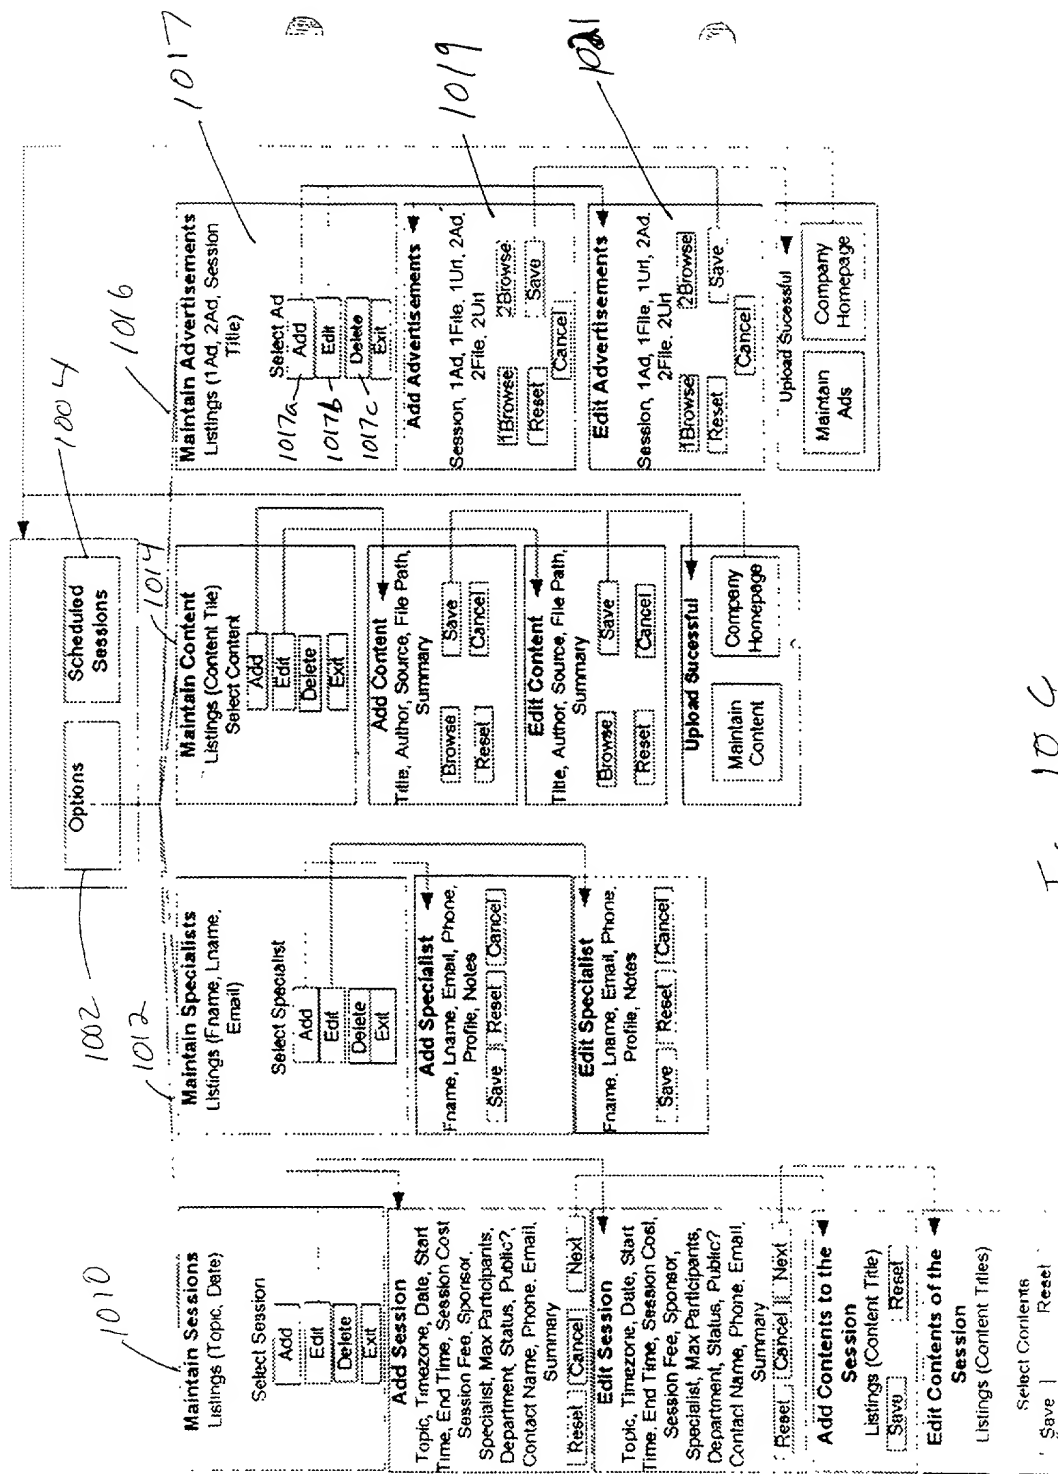 Options
Scheduled
Sessions
1002
1004
1010
Maintain Sessions
Listings (Topic, Date)
Select Session
Add
Edit
Delete
Exit
Add Session
Topic, Timezone, Date, Start
Time, End Time, Session Cost
Session Fee, Sponsor,
Specialist, Max Participants,
Department, Status, Public?,
Contact Name, Phone, Email,
Summary
Reset Cancel Next
Edit Session
Topic, Timezone, Date, Start
Time, End Time, Session Cost,
Session Fee, Sponsor,
Specialist, Max Participants,
Department, Status, Public?
Contact Name, Phone, Email,
Summary
Reset Cancel Next
Add Contents to the
Session
Listings (Content Title)
Save Reset
Edit Contents of the
Session
Listings (Content Titles)
Select Contents
Save Reset
1012
Maintain Specialists
Listings (Fname, Lname,
Email)
Select Specialist
Add
Edit
Delete
Exit
Add Specialist
Fname, Lname, Email, Phone,
Profile, Notes
Save Reset Cancel
Edit Specialist
Fname, Lname, Email, Phone,
Profile, Notes
Save Reset Cancel
1014
Maintain Content
Listings (Content Tile)
Select Content
Add
Edit
Delete
Exit
Add Content
Title, Author, Source, File Path,
Summary
Browse Save
Reset Cancel
Edit Content
Title, Author, Source, File Path,
Summary
Browse Save
Reset Cancel
Upload Sucessful
Maintain
Content
Company
Homepage
1016
1017
Maintain Advertisements
Listings (1Ad, 2Ad, Session
Title)
Select Ad
1017a Add
1017b Edit
1017c Delete
Exit
1019
Add Advertisements
Session, 1Ad, 1File, 1Url, 2Ad,
2File, 2Url
1Browse 2Browse
Reset Save
Cancel
1021
Edit Advertisements
Session, 1Ad, 1File, 1Url, 2Ad,
2File, 2Url
1Browse 2Browse
Reset Save
Cancel
Upload Sucessful
Maintain
Ads
Company
Homepage
10C